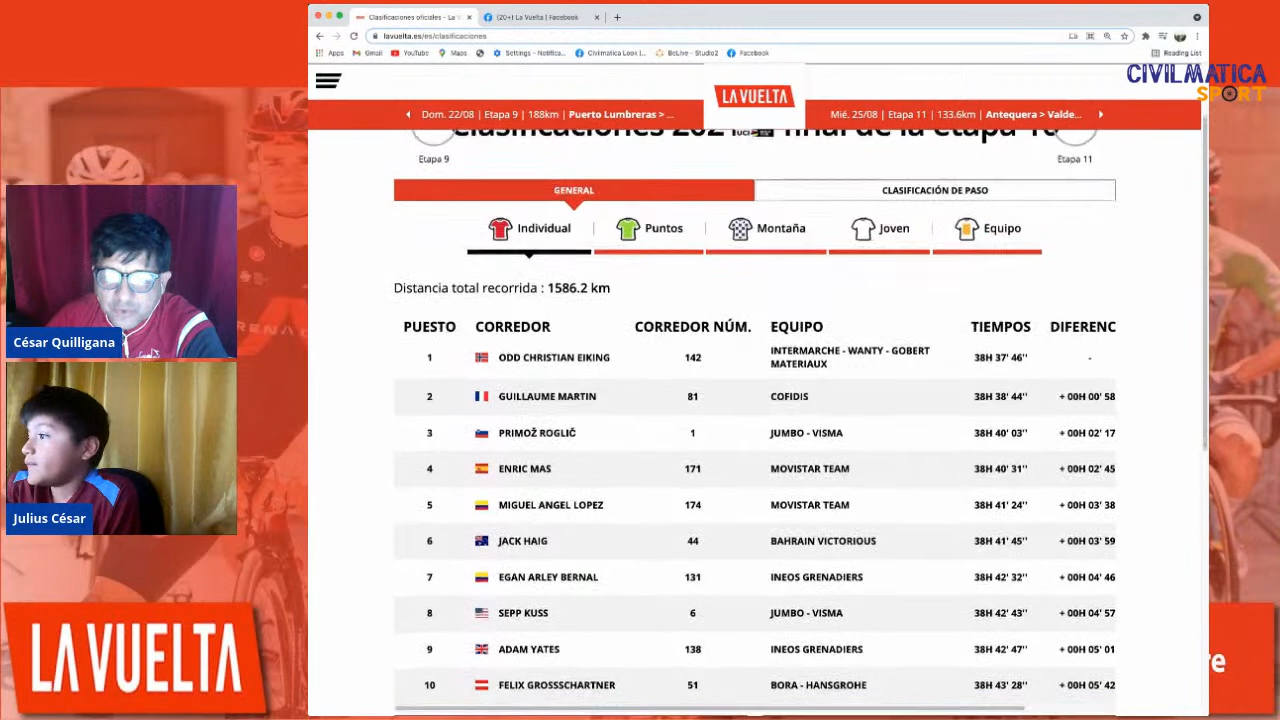 Clasificaciones oficiales - La V
(20+) La Vuelta | Facebook
lavuelta.es/es/clasificaciones
Apps
Gmail
YouTube
Maps
Settings - Notifica...
Civilmatica Look |...
BeLive - Studio2
Facebook
Reading List
CIVILMATICA
SPORT
LA VUELTA
Dom. 22/08 | Etapa 9 | 188km | Puerto Lumbreras > ...
Mié. 25/08 | Etapa 11 | 133.6km | Antequera > Valde...
Clasificaciones 2021 final de la etapa 10
Etapa 9
Etapa 11
GENERAL
CLASIFICACIÓN DE PASO
Individual
Puntos
Montaña
Joven
Equipo
Distancia total recorrida : 1586.2 km
PUESTO CORREDOR CORREDOR NÚM. EQUIPO TIEMPOS DIFERENC
1 ODD CHRISTIAN EIKING 142 INTERMARCHE - WANTY - GOBERT MATERIAUX 38H 37' 46'' -
2 GUILLAUME MARTIN 81 COFIDIS 38H 38' 44'' + 00H 00' 58
3 PRIMOŽ ROGLIČ 1 JUMBO - VISMA 38H 40' 03'' + 00H 02' 17
4 ENRIC MAS 171 MOVISTAR TEAM 38H 40' 31'' + 00H 02' 45
5 MIGUEL ANGEL LOPEZ 174 MOVISTAR TEAM 38H 41' 24'' + 00H 03' 38
6 JACK HAIG 44 BAHRAIN VICTORIOUS 38H 41' 45'' + 00H 03' 59
7 EGAN ARLEY BERNAL 131 INEOS GRENADIERS 38H 42' 32'' + 00H 04' 46
8 SEPP KUSS 6 JUMBO - VISMA 38H 42' 43'' + 00H 04' 57
9 ADAM YATES 138 INEOS GRENADIERS 38H 42' 47'' + 00H 05' 01
10 FELIX GROSSSCHARTNER 51 BORA - HANSGROHE 38H 43' 28'' + 00H 05' 42
César Quilligana
Julius César
LA VUELTA
re